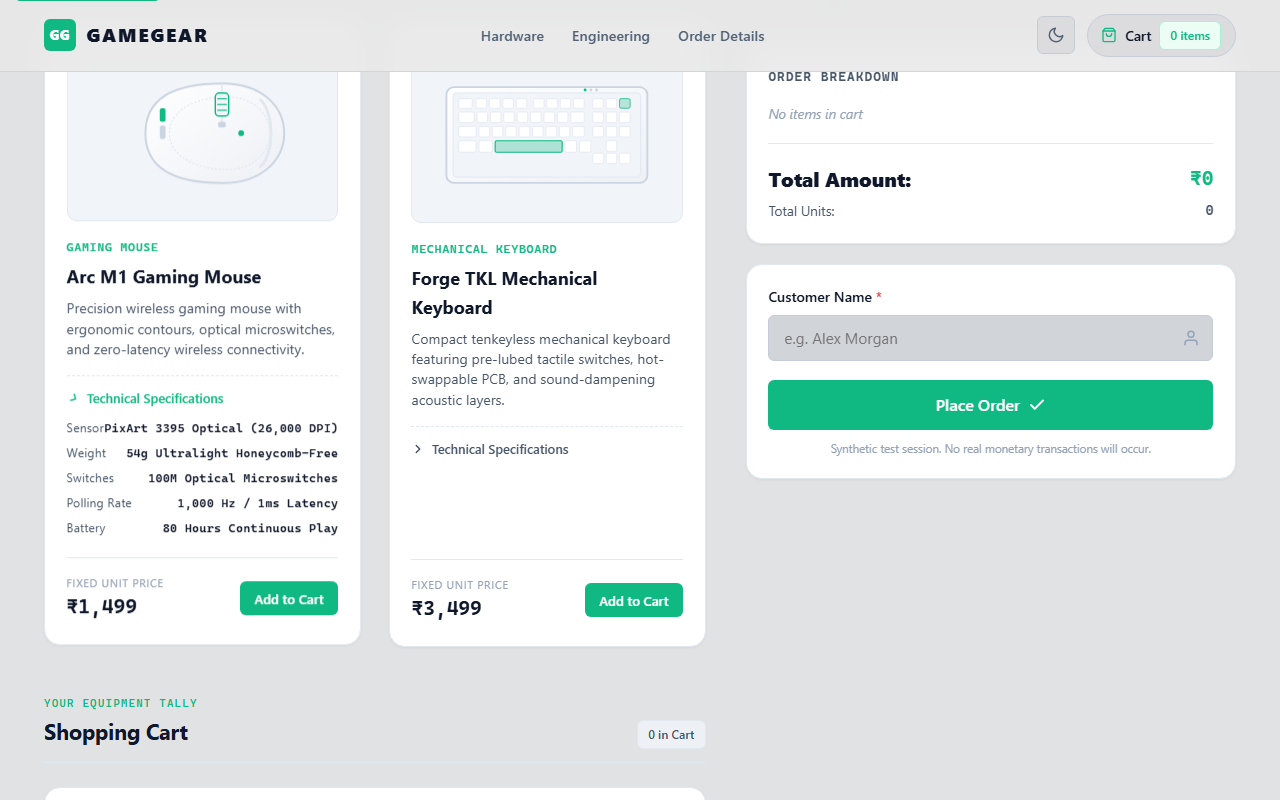 GG GAMEGEAR
Hardware
Engineering
Order Details
Cart
0 items
GAMING MOUSE
Arc M1 Gaming Mouse
Precision wireless gaming mouse with
ergonomic contours, optical microswitches,
and zero-latency wireless connectivity.
Technical Specifications
Sensor PixArt 3395 Optical (26,000 DPI)
Weight 54g Ultralight Honeycomb-Free
Switches 100M Optical Microswitches
Polling Rate 1,000 Hz / 1ms Latency
Battery 80 Hours Continuous Play
FIXED UNIT PRICE
₹1,499
Add to Cart
MECHANICAL KEYBOARD
Forge TKL Mechanical
Keyboard
Compact tenkeyless mechanical keyboard
featuring pre-lubed tactile switches, hot-
swappable PCB, and sound-dampening
acoustic layers.
Technical Specifications
FIXED UNIT PRICE
₹3,499
Add to Cart
ORDER BREAKDOWN
No items in cart
Total Amount: ₹0
Total Units: 0
Customer Name *
e.g. Alex Morgan
Place Order
Synthetic test session. No real monetary transactions will occur.
YOUR EQUIPMENT TALLY
Shopping Cart
0 in Cart